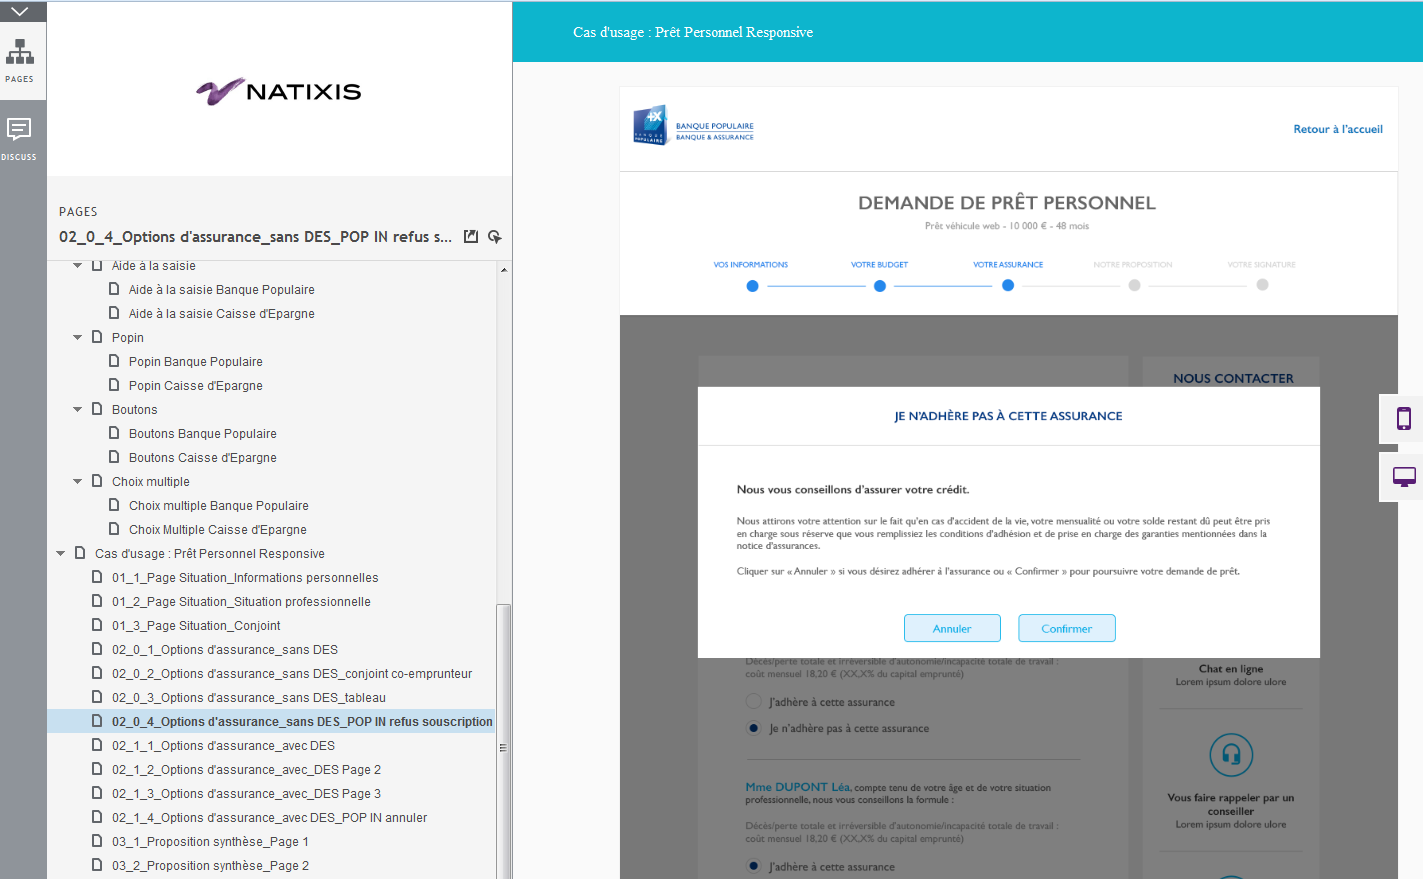 PAGES
DISCUSS
NATIXIS
PAGES
02_0_4_Options d'assurance_sans DES_POP IN refus s...
Aide à la saisie
Aide à la saisie Banque Populaire
Aide à la saisie Caisse d'Epargne
Popin
Popin Banque Populaire
Popin Caisse d'Epargne
Boutons
Boutons Banque Populaire
Boutons Caisse d'Epargne
Choix multiple
Choix multiple Banque Populaire
Choix Multiple Caisse d'Epargne
Cas d'usage : Prêt Personnel Responsive
01_1_Page Situation_Informations personnelles
01_2_Page Situation_Situation professionnelle
01_3_Page Situation_Conjoint
02_0_1_Options d'assurance_sans DES
02_0_2_Options d'assurance_sans DES_conjoint co-emprunteur
02_0_3_Options d'assurance_sans DES_tableau
02_0_4_Options d'assurance_sans DES_POP IN refus souscription
02_1_1_Options d'assurance_avec DES
02_1_2_Options d'assurance_avec_DES Page 2
02_1_3_Options d'assurance_avec_DES Page 3
02_1_4_Options d'assurance_avec DES_POP IN annuler
03_1_Proposition synthèse_Page 1
03_2_Proposition synthèse_Page 2
Cas d'usage : Prêt Personnel Responsive
BANQUE POPULAIRE
BANQUE POPULAIRE
BANQUE & ASSURANCE
Retour à l'accueil
DEMANDE DE PRÊT PERSONNEL
Prêt véhicule web - 10 000 € - 48 mois
VOS INFORMATIONS
VOTRE BUDGET
VOTRE ASSURANCE
NOTRE PROPOSITION
VOTRE SIGNATURE
NOUS CONTACTER
JE N'ADHÈRE PAS À CETTE ASSURANCE
Nous vous conseillons d'assurer votre crédit.
Nous attirons votre attention sur le fait qu'en cas d'accident de la vie, votre mensualité ou votre solde restant dû peut être pris
en charge sous réserve que vous remplissiez les conditions d'adhésion et de prise en charge des garanties mentionnées dans la
notice d'assurances.
Cliquer sur « Annuler » si vous désirez adhérer à l'assurance ou « Confirmer » pour poursuivre votre demande de prêt.
Annuler
Confirmer
Décès/perte totale et irréversible d'autonomie/incapacité totale de travail :
coût mensuel 18,20 € (XX,X% du capital emprunté)
J'adhère à cette assurance
Je n'adhère pas à cette assurance
Mme DUPONT Léa, compte tenu de votre âge et de votre situation
professionnelle, nous vous conseillons la formule :
Décès/perte totale et irréversible d'autonomie/incapacité totale de travail :
coût mensuel 18,20 € (XX,X% du capital emprunté)
J'adhère à cette assurance
Chat en ligne
Lorem ipsum dolore ulore
Vous faire rappeler par un
conseiller
Lorem ipsum dolore ulore